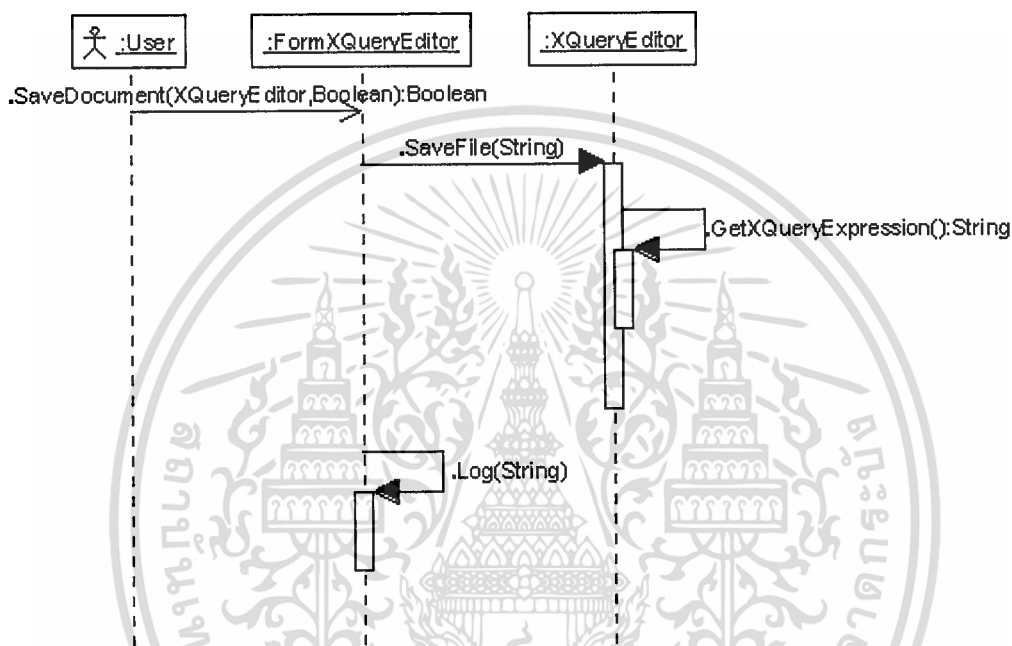 :User
:FormXQueryEditor
:XQueryEditor
.SaveDocument(XQueryEditor,Boolean):Boolean
.SaveFile(String)
.GetXQueryExpression():String
.Log(String)